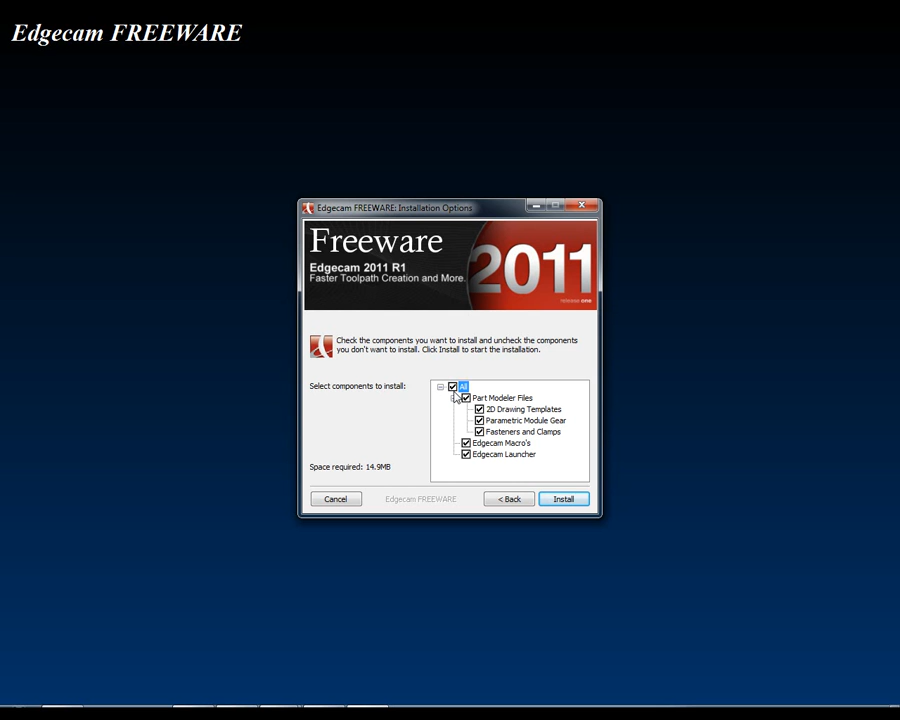 Edgecam FREEWARE
Edgecam FREEWARE: Installation Options
Freeware
Edgecam 2011 R1
Faster Toolpath Creation and More.
2011
release one
Check the components you want to install and uncheck the components
you don't want to install. Click Install to start the installation.
Select components to install:
All
Part Modeler Files
2D Drawing Templates
Parametric Module Gear
Fasteners and Clamps
Edgecam Macro's
Edgecam Launcher
Space required: 14.9MB
Cancel
Edgecam FREEWARE
< Back
Install